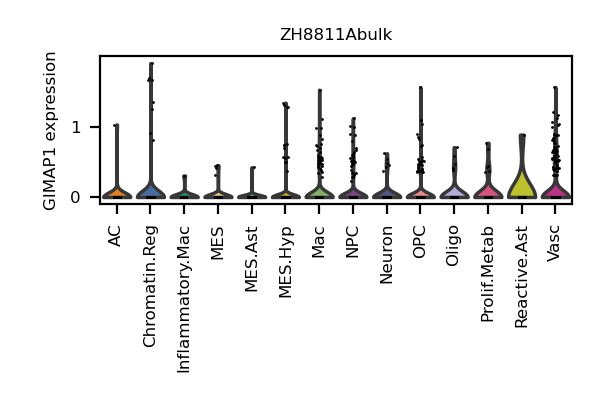 ZH8811Abulk
GIMAP1 expression
1
0
AC
Chromatin.Reg
Inflammatory.Mac
MES
MES.Ast
MES.Hyp
Mac
NPC
Neuron
OPC
Oligo
Prolif.Metab
Reactive.Ast
Vasc